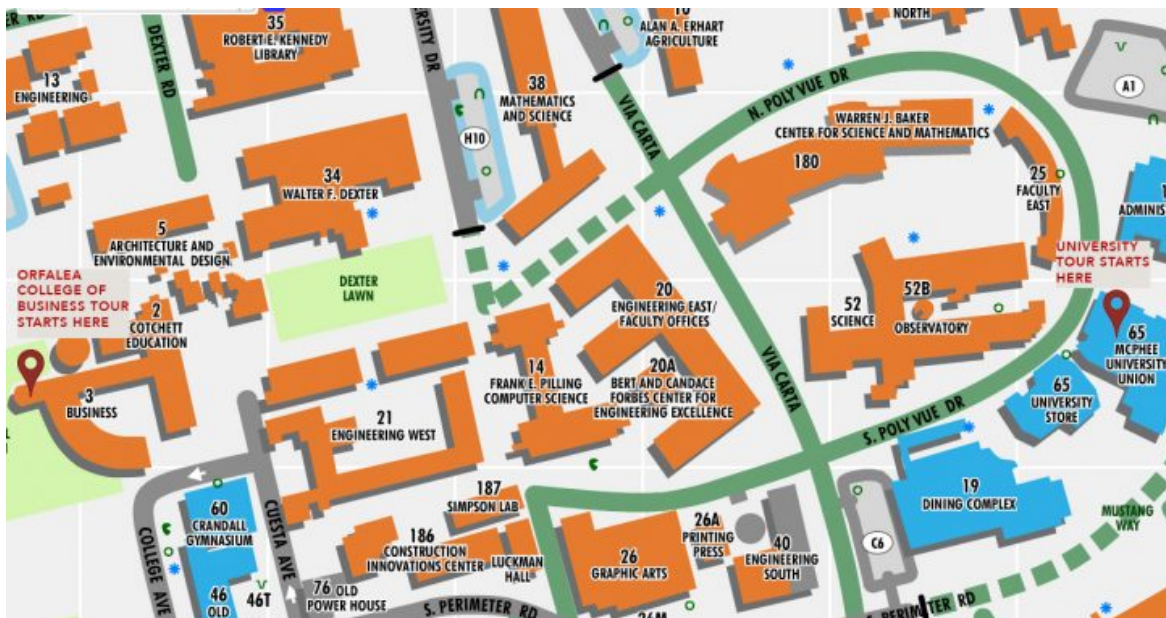 35
ROBERT E. KENNEDY
LIBRARY
DEXTER RD
13
ENGINEERING
H10
38
MATHEMATICS
AND SCIENCE
ALAN A. ERHART
AGRICULTURE
NORTH
VIA CARTA
N. POLY VUE DR
A1
WARREN J. BAKER
CENTER FOR SCIENCE AND MATHEMATICS
180
25
FACULTY
EAST
34
WALTER F. DEXTER
5
ARCHITECTURE AND
ENVIRONMENTAL DESIGN
ORFALEA
COLLEGE OF
BUSINESS TOUR
STARTS HERE
2
COTCHETT
EDUCATION
3
BUSINESS
DEXTER
LAWN
UNIVERSITY
TOUR STARTS
HERE
20
ENGINEERING EAST/
FACULTY OFFICES
20A
BERT AND CANDACE
FORBES CENTER FOR
ENGINEERING EXCELLENCE
14
FRANK E. PILLING
COMPUTER SCIENCE
21
ENGINEERING WEST
VIA CARTA
52
SCIENCE
52B
OBSERVATORY
65
MCPHEE
UNIVERSITY
UNION
65
UNIVERSITY
STORE
S. POLY VUE DR
19
DINING COMPLEX
MUSTANG
WAY
C6
60
CRANDALL
GYMNASIUM
46
OLD
46T
COLLEGE AVE
CUESTA AVE
187
SIMPSON LAB
186
CONSTRUCTION
INNOVATIONS CENTER
LUCKMAN
HALL
76 OLD
POWER HOUSE
S. PERIMETER RD
26
GRAPHIC ARTS
26A
PRINTING
PRESS
40
ENGINEERING
SOUTH